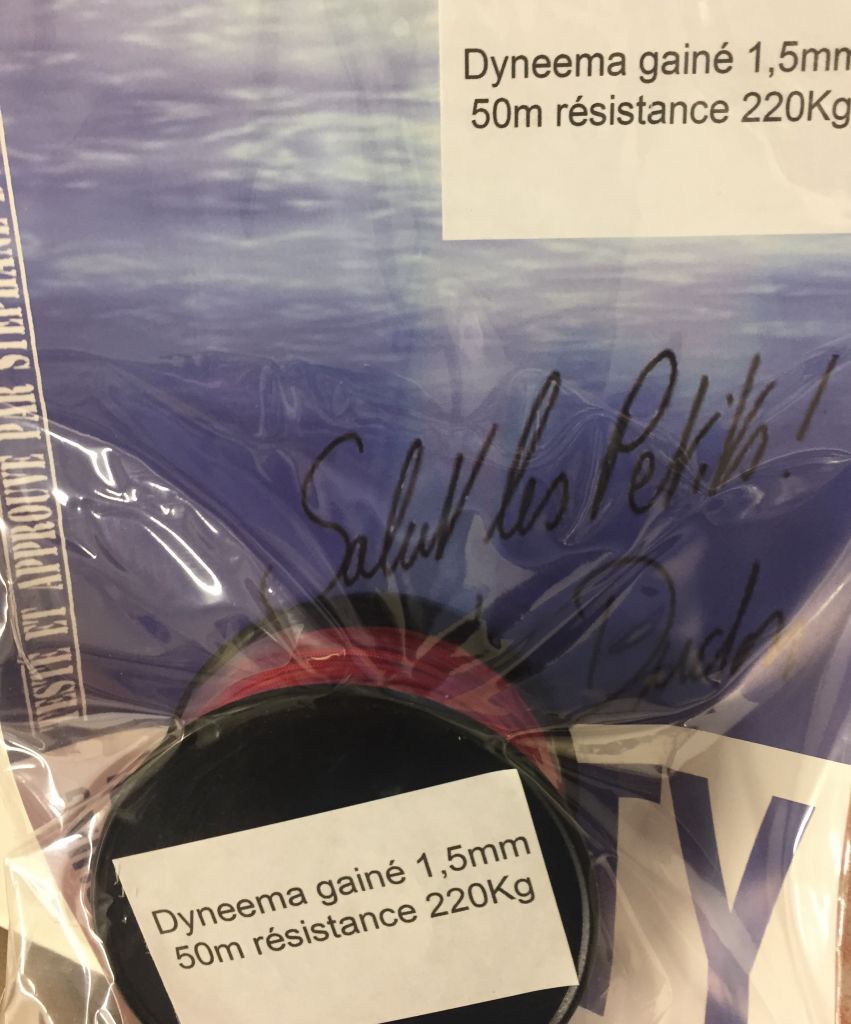 Dyneema gainé 1,5mm
50m résistance 220Kg
TESTÉ ET APPROUVÉ PAR STÉPHANE
Salut les Petits !
Dyneema gainé 1,5mm
50m résistance 220Kg